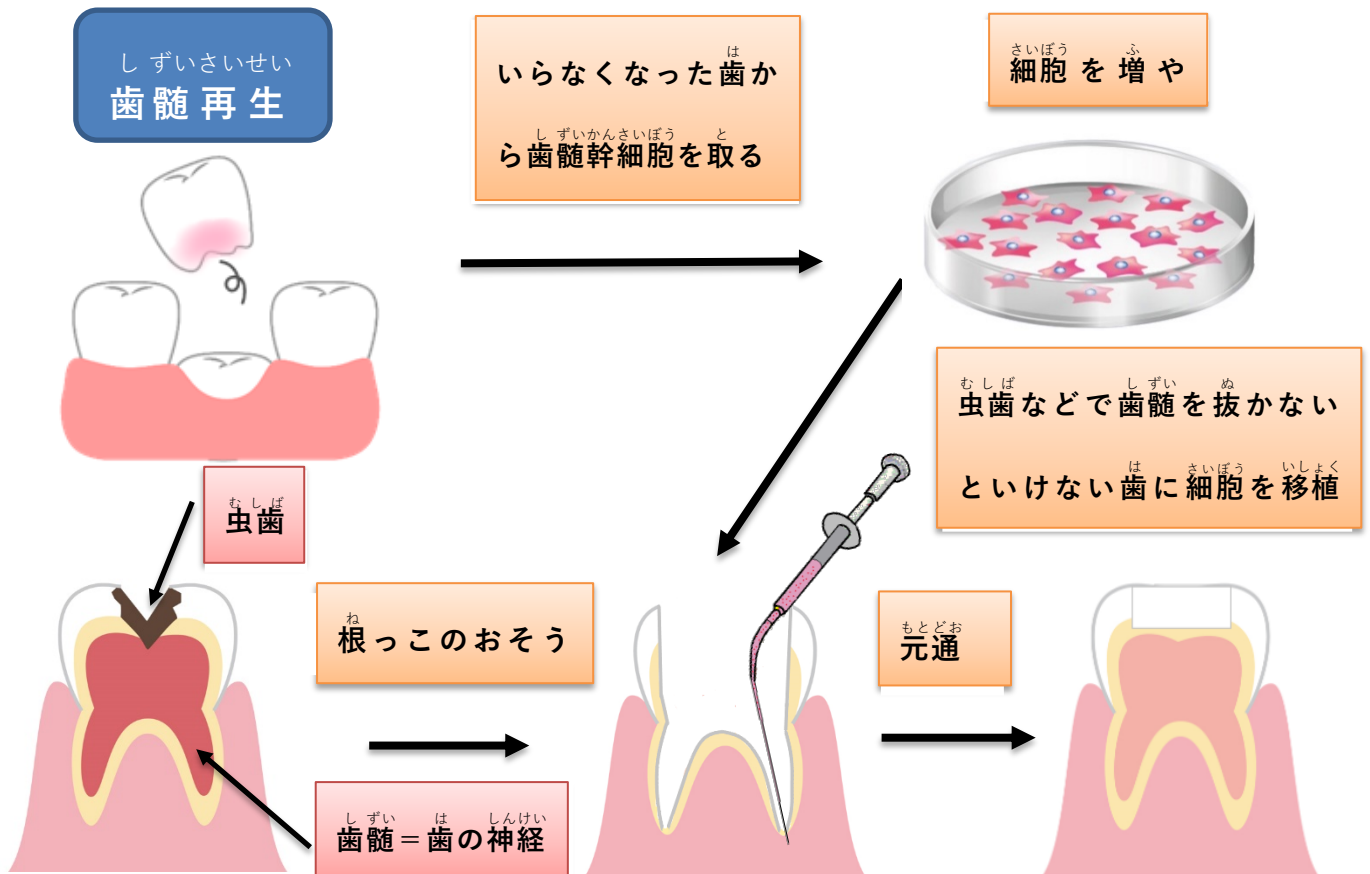 し ずいさいせい
歯髄再生
は
いらなくなった歯か
し ずいかんさいぼう と
ら歯髄幹細胞を取る
さいぼう ふ
細胞を増や
むしば し ずい ぬ
虫歯などで歯髄を抜かない
は さいぼう いしょく
といけない歯に細胞を移植
むしば
虫歯
ね
根っこのおそう
もとどお
元通
し ずい は しんけい
歯髄=歯の神経